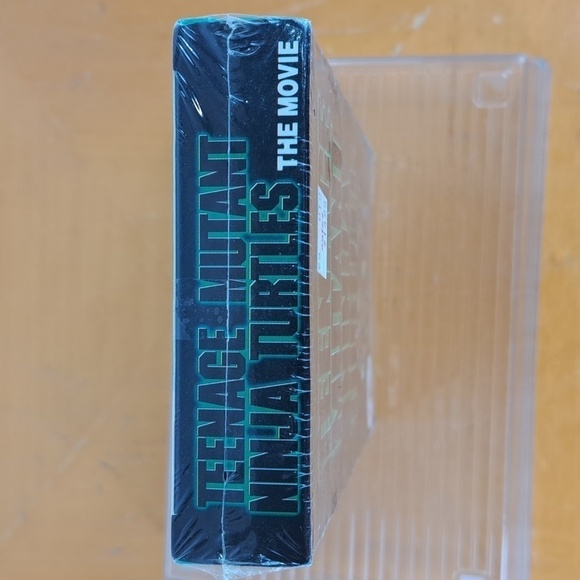 TEENAGE MUTANT
NINJA TURTLES
THE MOVIE